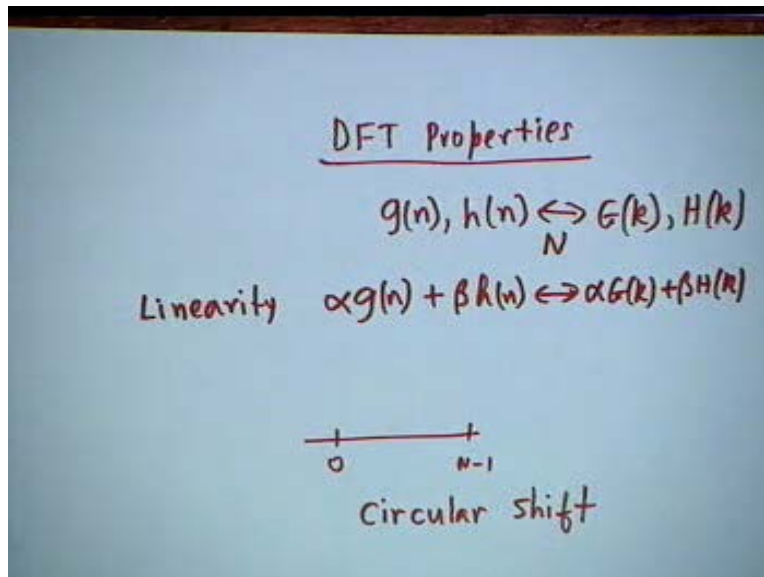 DFT Properties
g(n), h(n) ⟷ G(k), H(k)
N
Linearity αg(n) + βh(n) ⟷ αG(k) + βH(k)
0 N-1
Circular shift